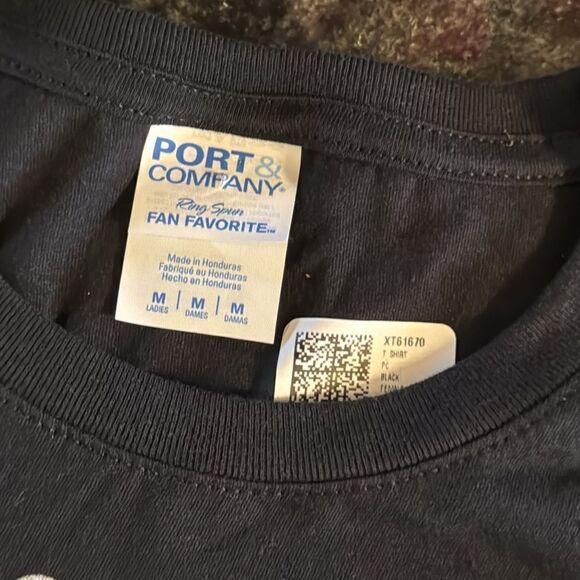 PORT &
COMPANY®
Ring Spun
FAN FAVORITE™
Made in Honduras
Fabriqué au Honduras
Hecho en Honduras
M | M | M
LADIES DAMES DAMAS
XT61670
T SHIRT
PC
BLACK